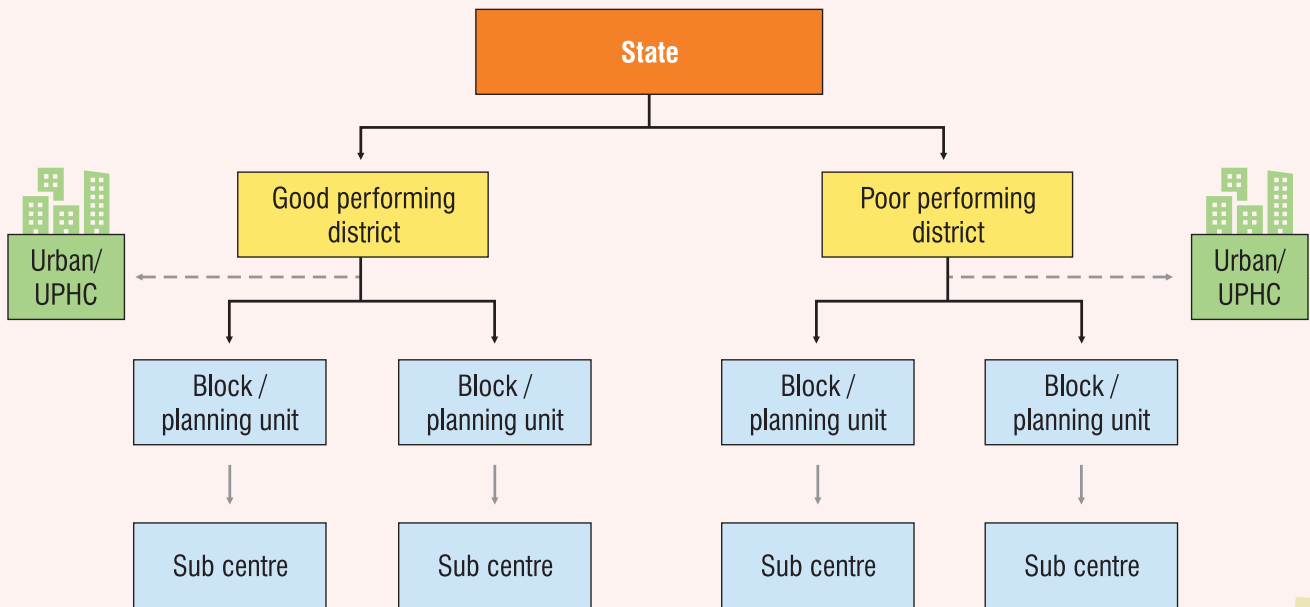 State
Good performing
district
Poor performing
district
Urban/
UPHC
Urban/
UPHC
Block /
planning unit
Block /
planning unit
Block /
planning unit
Block /
planning unit
Sub centre
Sub centre
Sub centre
Sub centre